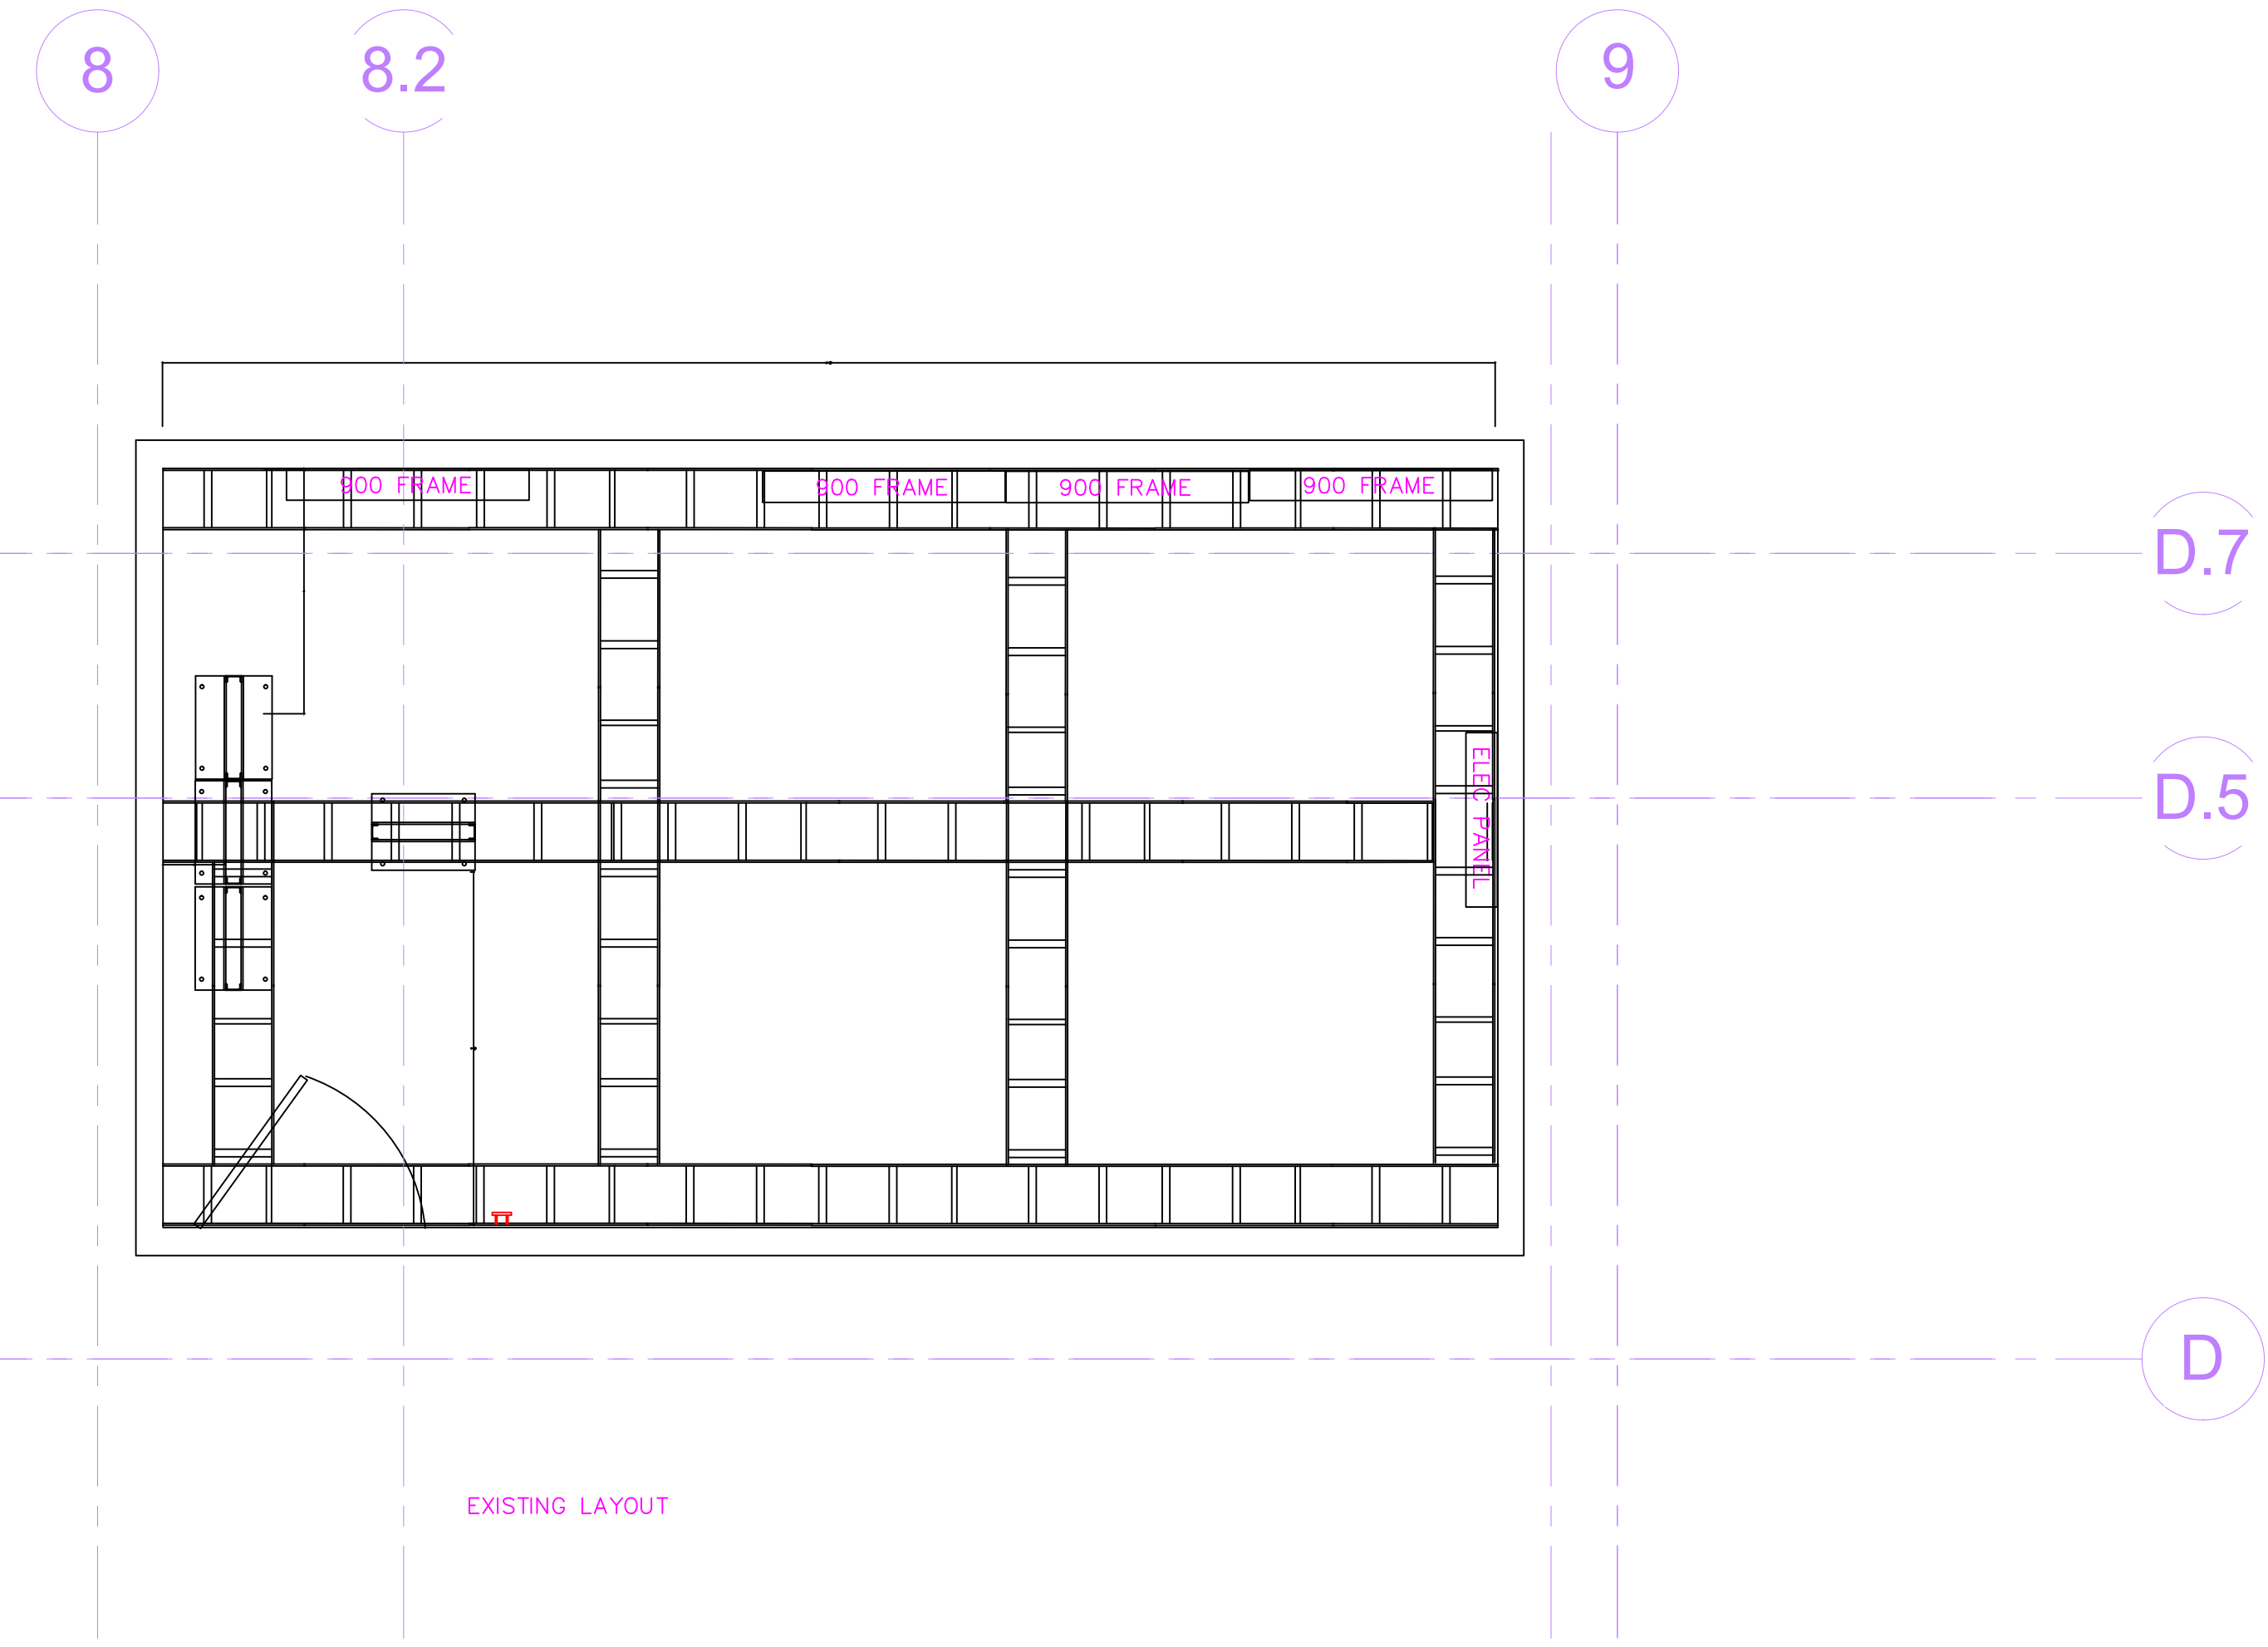 8
8.2
9
900 FRAME
900 FRAME
900 FRAME
900 FRAME
D.7
ELEC PANEL
D.5
D
EXISTING LAYOUT